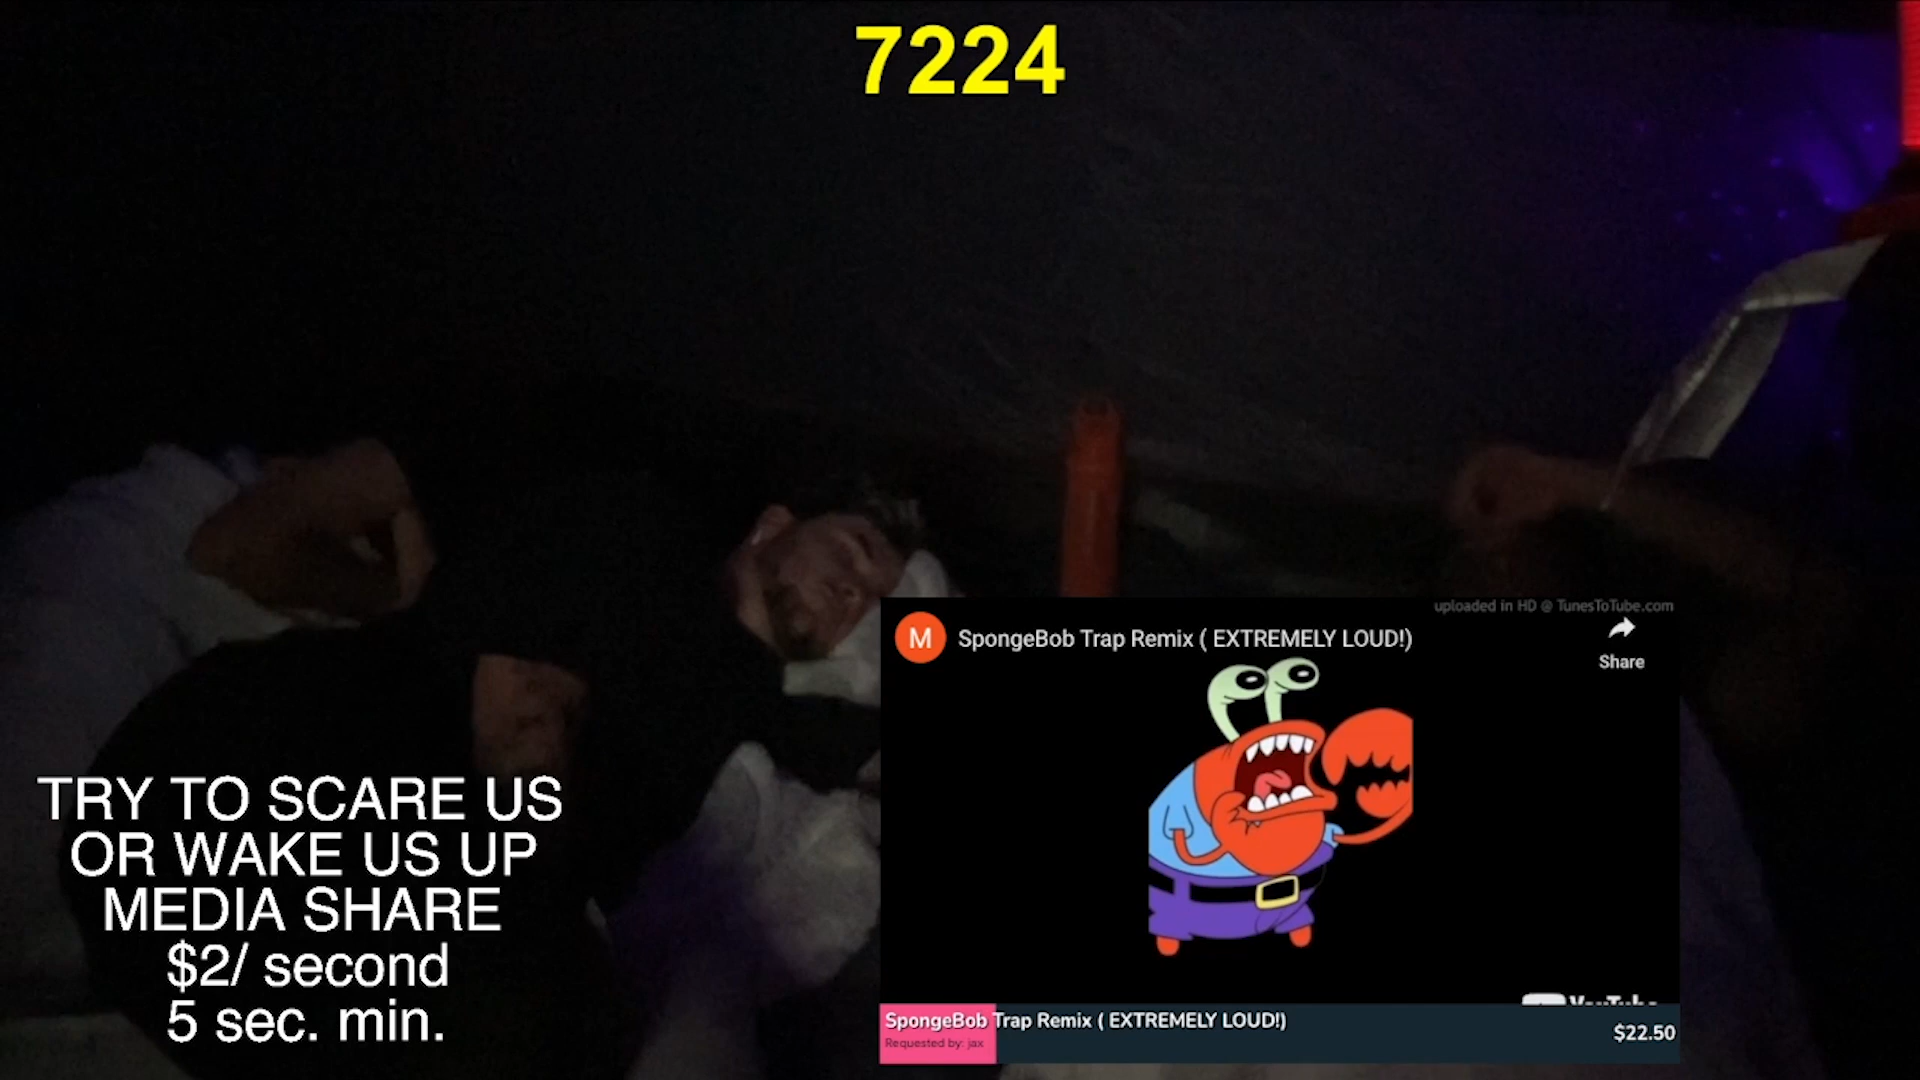 7224
uploaded in HD @ TunesToTube.com
M
SpongeBob Trap Remix ( EXTREMELY LOUD!)
Share
TRY TO SCARE US
OR WAKE US UP
MEDIA SHARE
$2/ second
5 sec. min.
YouTube
SpongeBob Trap Remix ( EXTREMELY LOUD!)
Requested by: jax
$22.50